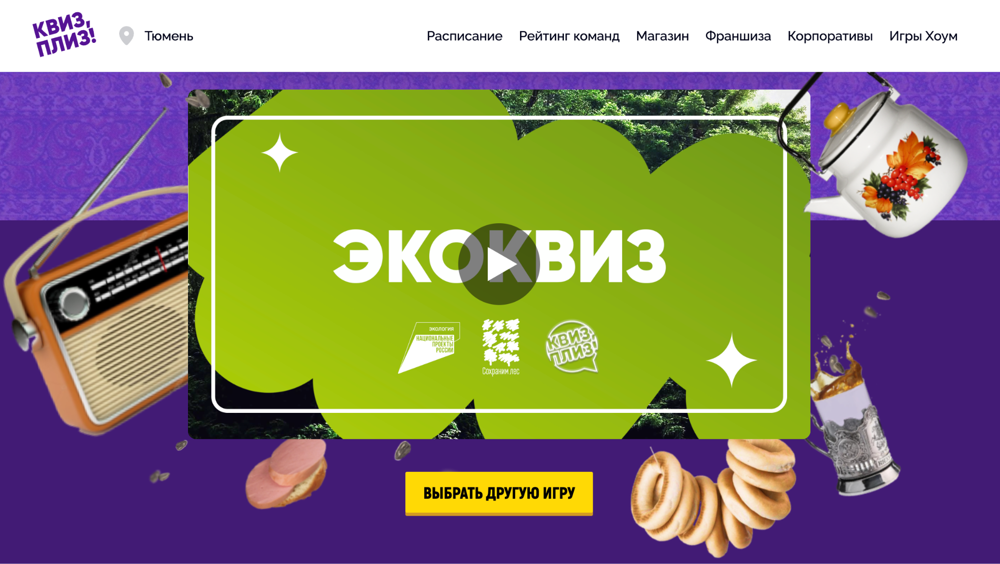 КВИЗ,
ПЛИЗ!
Тюмень
Расписание
Рейтинг команд
Магазин
Франшиза
Корпоративы
Игры Хоум
ЭКОКВИЗ
ЭКОЛОГИЯ
НАЦИОНАЛЬНЫЕ
ПРОЕКТЫ
РОССИИ
Сохраним лес
КВИЗ,
ПЛИЗ!
ВЫБРАТЬ ДРУГУЮ ИГРУ